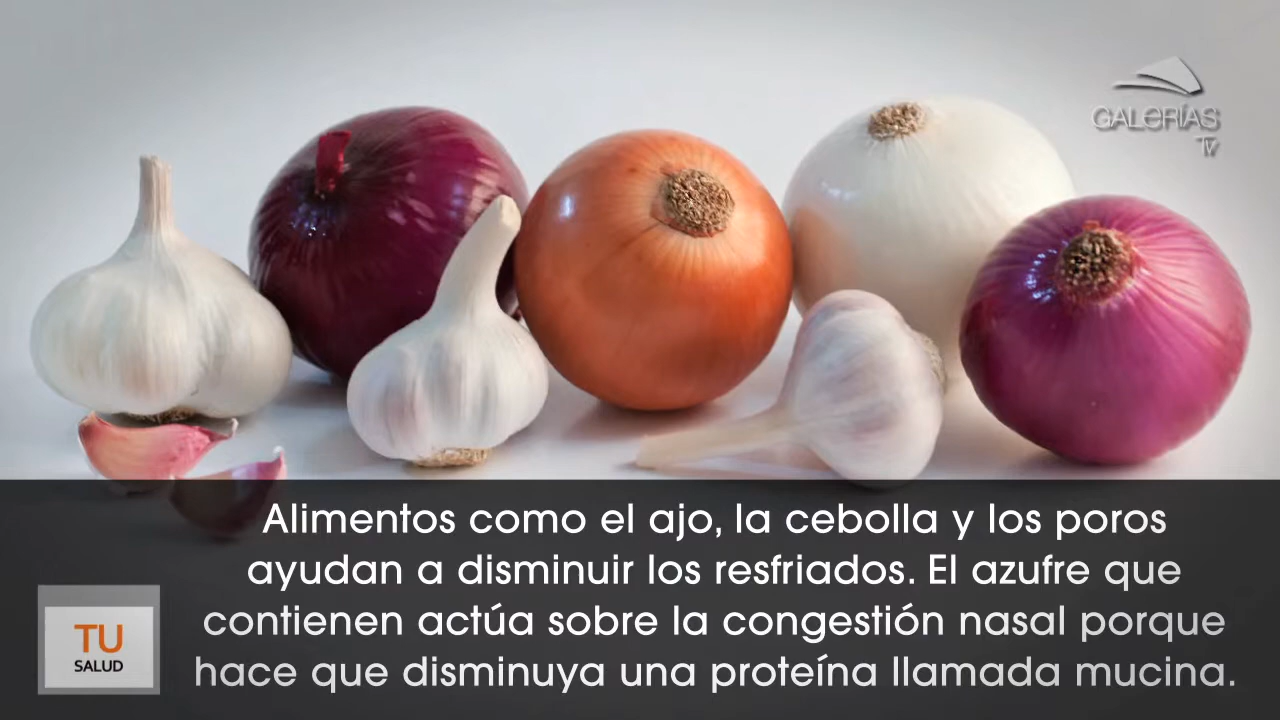 GALERÍAS
Tv
Alimentos como el ajo, la cebolla y los poros
ayudan a disminuir los resfriados. El azufre que
contienen actúa sobre la congestión nasal porque
hace que disminuya una proteína llamada mucina.
TU
SALUD